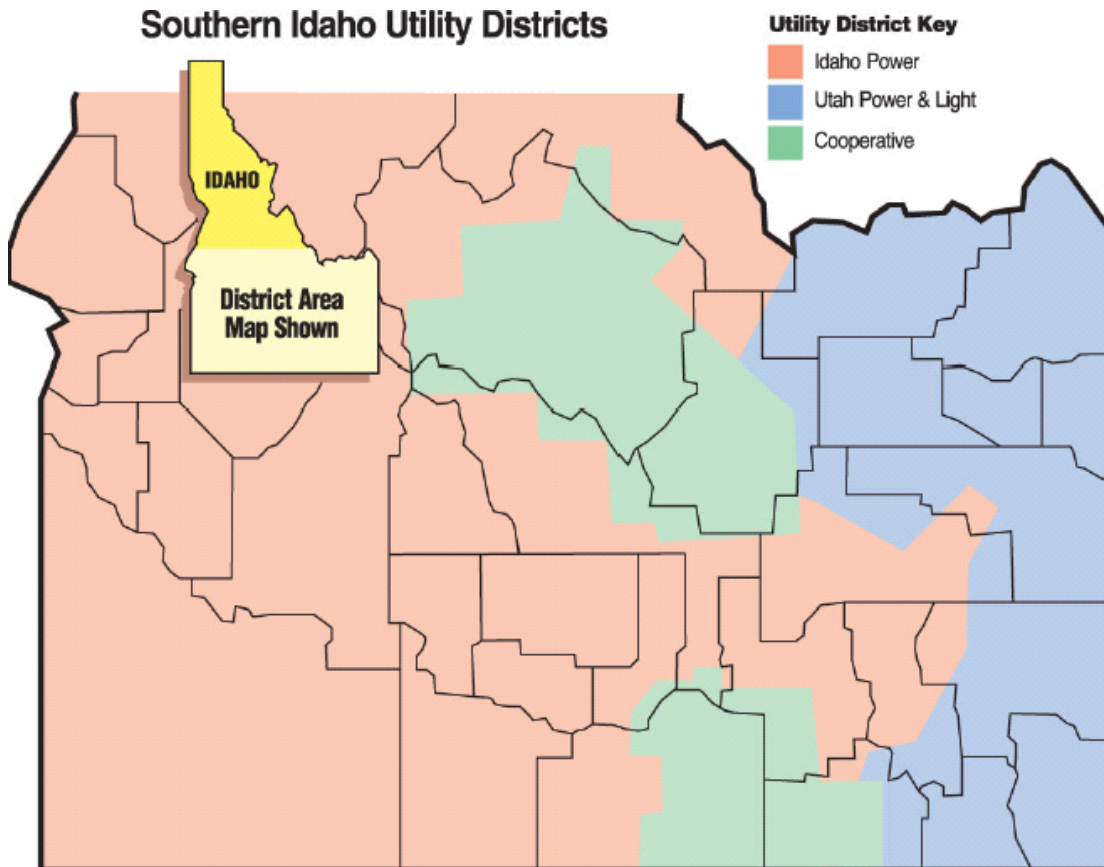 Southern Idaho Utility Districts
Utility District Key
Idaho Power
Utah Power & Light
Cooperative
IDAHO
District Area
Map Shown